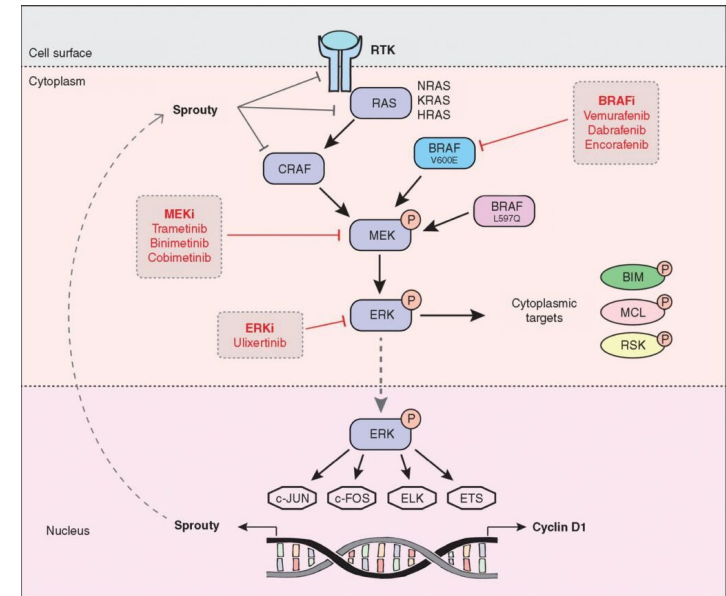 RTK
Cell surface
Cytoplasm
NRAS
KRAS
HRAS
RAS
Sprouty
BRAFi
Vemurafenib
Dabrafenib
Encorafenib
BRAF
V600E
CRAF
BRAF
L597Q
MEKi
Trametinib
Binimetinib
Cobimetinib
P
MEK
P
ERK
Cytoplasmic
targets
P
BIM
P
MCL
P
RSK
ERKi
Ulixertinib
P
ERK
c-JUN
c-FOS
ELK
ETS
Nucleus
Sprouty
Cyclin D1